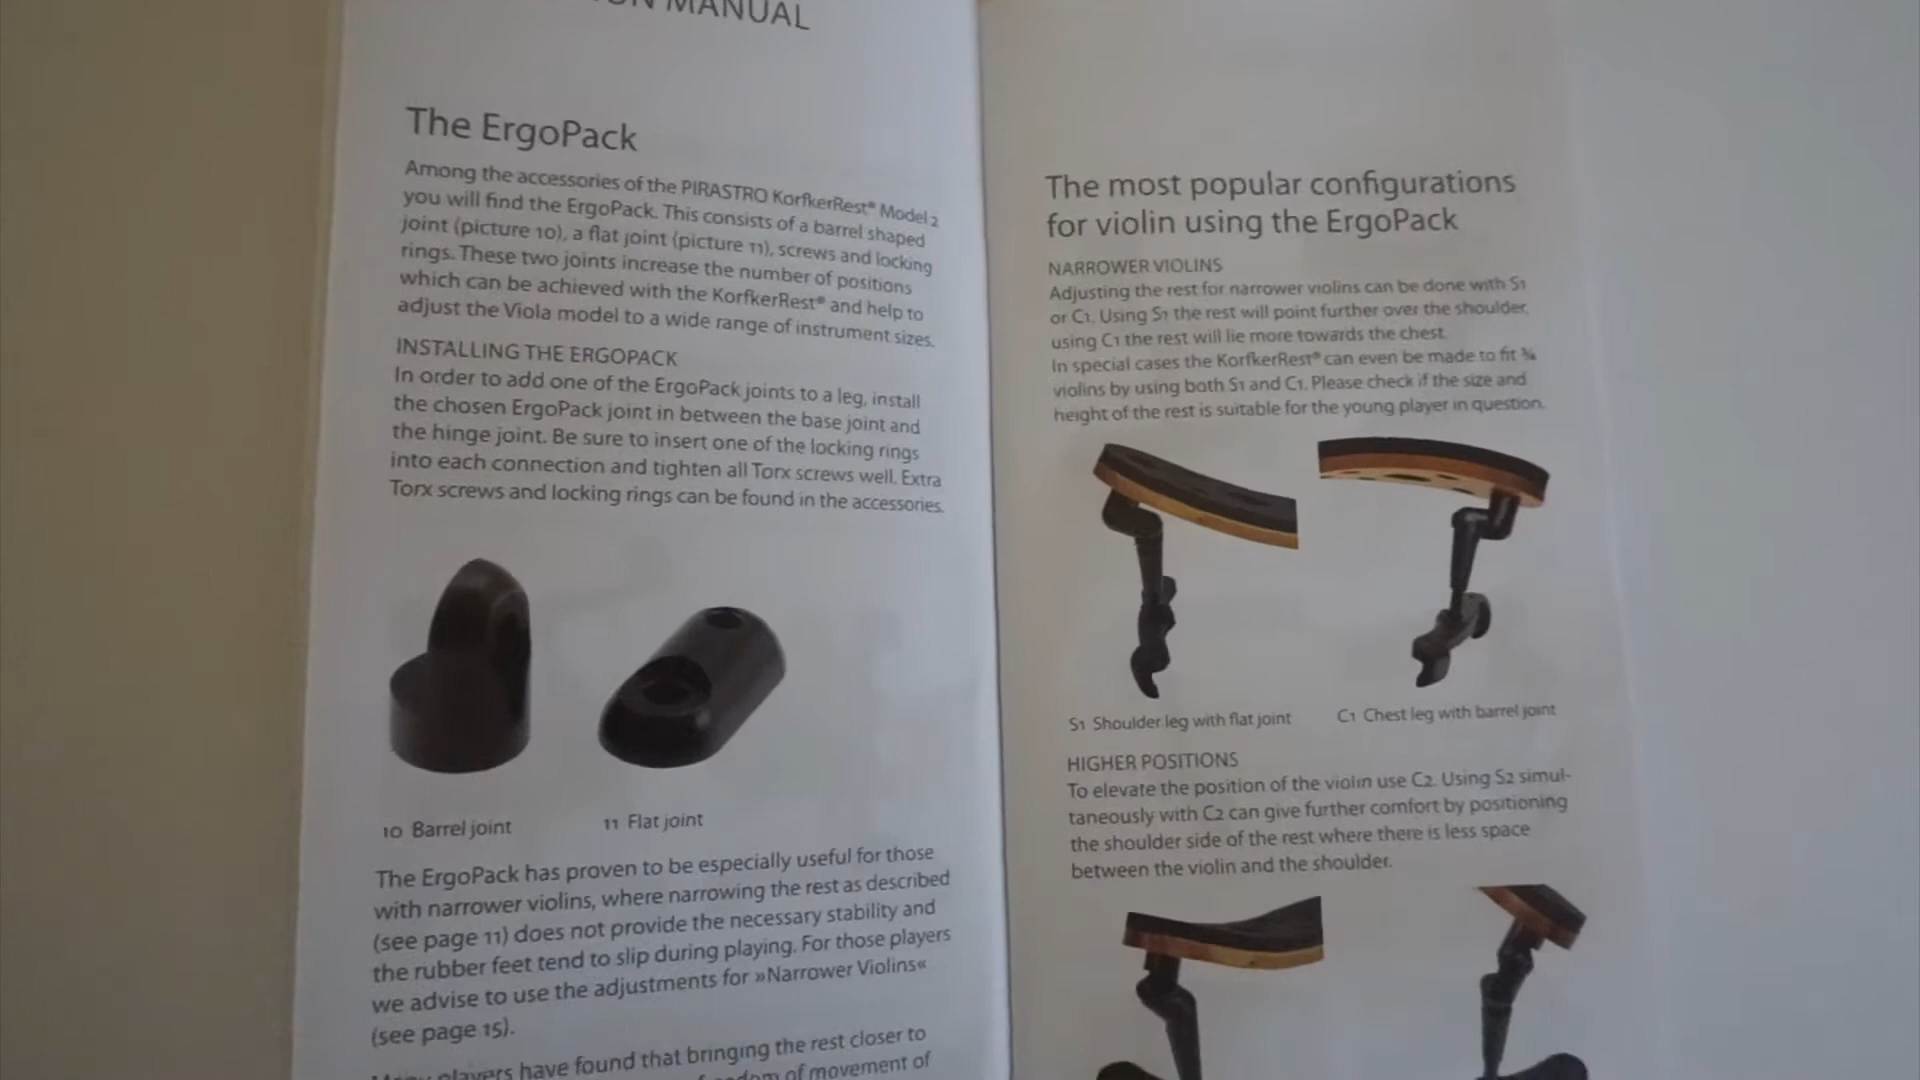 MANUAL
The ErgoPack
Among the accessories of the PIRASTRO KorfkerRest® Model 2
you will find the ErgoPack. This consists of a barrel shaped
joint (picture 10), a flat joint (picture 11), screws and locking
rings. These two joints increase the number of positions
which can be achieved with the KorfkerRest® and help to
adjust the Viola model to a wide range of instrument sizes.
INSTALLING THE ERGOPACK
In order to add one of the ErgoPack joints to a leg, install
the chosen ErgoPack joint in between the base joint and
the hinge joint. Be sure to insert one of the locking rings
into each connection and tighten all Torx screws well. Extra
Torx screws and locking rings can be found in the accessories.
10 Barrel joint
11 Flat joint
The ErgoPack has proven to be especially useful for those
with narrower violins, where narrowing the rest as described
(see page 11) does not provide the necessary stability and
the rubber feet tend to slip during playing. For those players
we advise to use the adjustments for »Narrower Violins«
(see page 15).
players have found that bringing the rest closer to
of movement of
The most popular configurations
for violin using the ErgoPack
NARROWER VIOLINS
Adjusting the rest for narrower violins can be done with S1
or C1. Using S1 the rest will point further over the shoulder,
using C1 the rest will lie more towards the chest.
In special cases the KorfkerRest® can even be made to fit ¾
violins by using both S1 and C1. Please check if the size and
height of the rest is suitable for the young player in question.
S1 Shoulder leg with flat joint
C1 Chest leg with barrel joint
HIGHER POSITIONS
To elevate the position of the violin use C2. Using S2 simul-
taneously with C2 can give further comfort by positioning
the shoulder side of the rest where there is less space
between the violin and the shoulder.